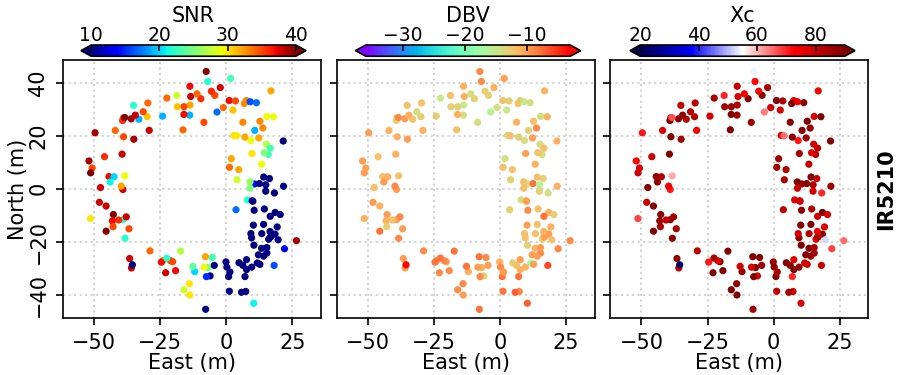 SNR DBV Xc
10 20 30 40 −30 −20 −10 20 40 60 80
40
20
0
−20
−40
North (m)
IR5210
−50 −25 0 25 −50 −25 0 25 −50 −25 0 25
East (m) East (m) East (m)